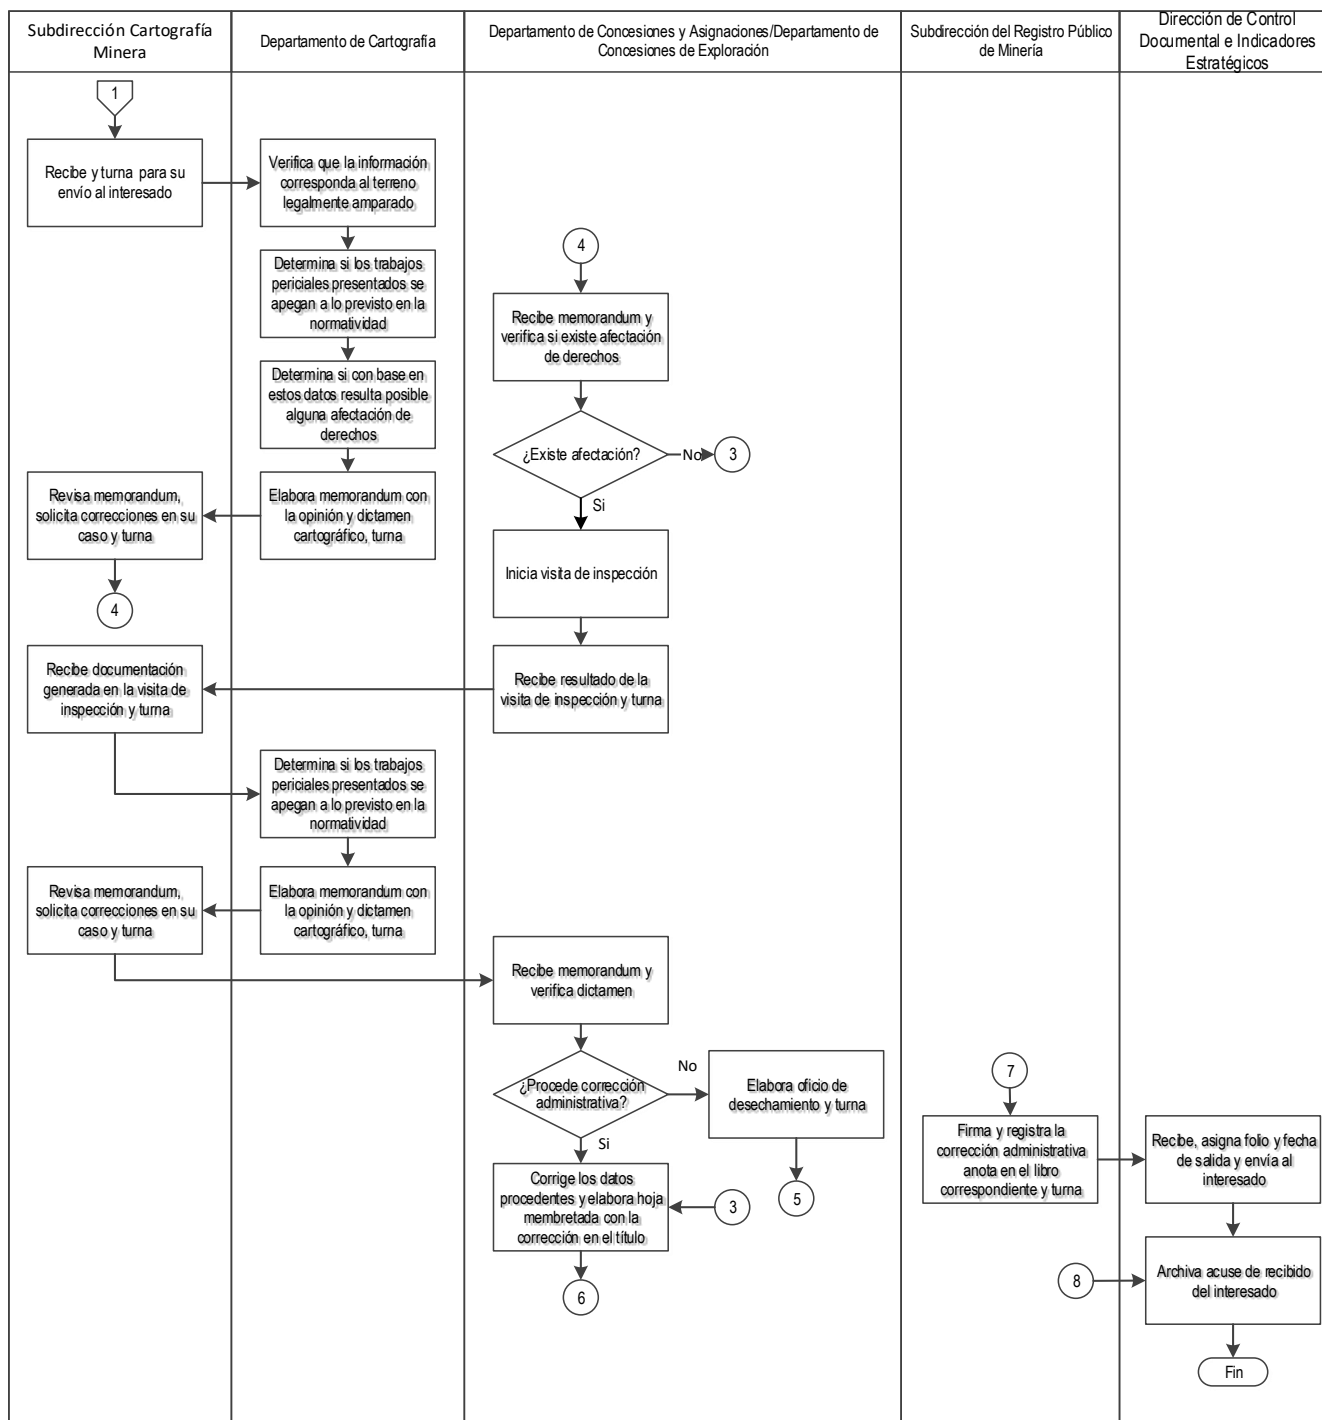 Subdirección Cartografía
Minera
Departamento de Cartografía
Departamento de Concesiones y Asignaciones/Departamento de
Concesiones de Exploración
Subdirección del Registro Público
de Minería
Dirección de Control
Documental e Indicadores
Estratégicos
1
Recibe y turna para su
envío al interesado
Verifica que la información
corresponda al terreno
legalmente amparado
Determina si los trabajos
periciales presentados se
apegan a lo previsto en la
normatividad
Determina si con base en
estos datos resulta posible
alguna afectación de
derechos
Elabora memorandum con
la opinión y dictamen
cartográfico, turna
Revisa memorandum,
solicita correcciones en su
caso y turna
4
4
Recibe memorandum y
verifica si existe afectación
de derechos
¿Existe afectación?
No
3
Si
Inicia visita de inspección
Recibe resultado de la
visita de inspección y turna
Recibe documentación
generada en la visita de
inspección y turna
Determina si los trabajos
periciales presentados se
apegan a lo previsto en la
normatividad
Elabora memorandum con
la opinión y dictamen
cartográfico, turna
Revisa memorandum,
solicita correcciones en su
caso y turna
Recibe memorandum y
verifica dictamen
¿Procede corrección
administrativa?
No
Elabora oficio de
desechamiento y turna
5
Si
Corrige los datos
procedentes y elabora hoja
membretada con la
corrección en el título
3
6
7
Firma y registra la
corrección administrativa
anota en el libro
correspondiente y turna
Recibe, asigna folio y fecha
de salida y envía al
interesado
8
Archiva acuse de recibido
del interesado
Fin